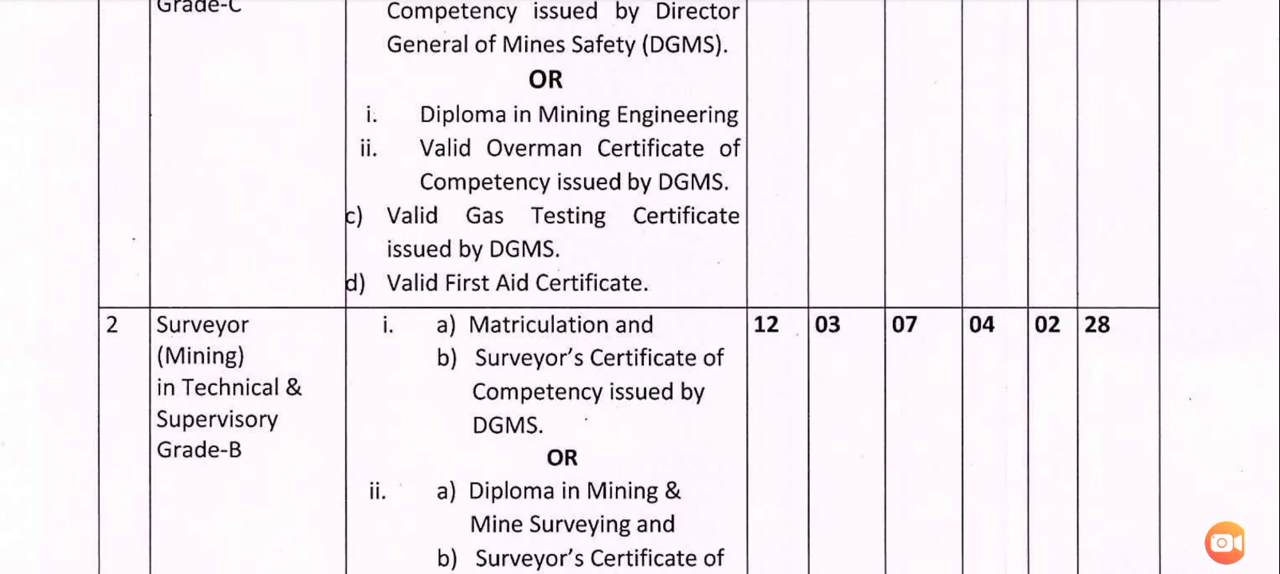 Grade-C
Competency issued by Director
General of Mines Safety (DGMS).
OR
i. Diploma in Mining Engineering
ii. Valid Overman Certificate of
Competency issued by DGMS.
c) Valid Gas Testing Certificate
issued by DGMS.
d) Valid First Aid Certificate.
2
Surveyor
(Mining)
in Technical &
Supervisory
Grade-B
i. a) Matriculation and
b) Surveyor's Certificate of
Competency issued by
DGMS.
OR
ii. a) Diploma in Mining &
Mine Surveying and
b) Surveyor's Certificate of
12 03 07 04 02 28